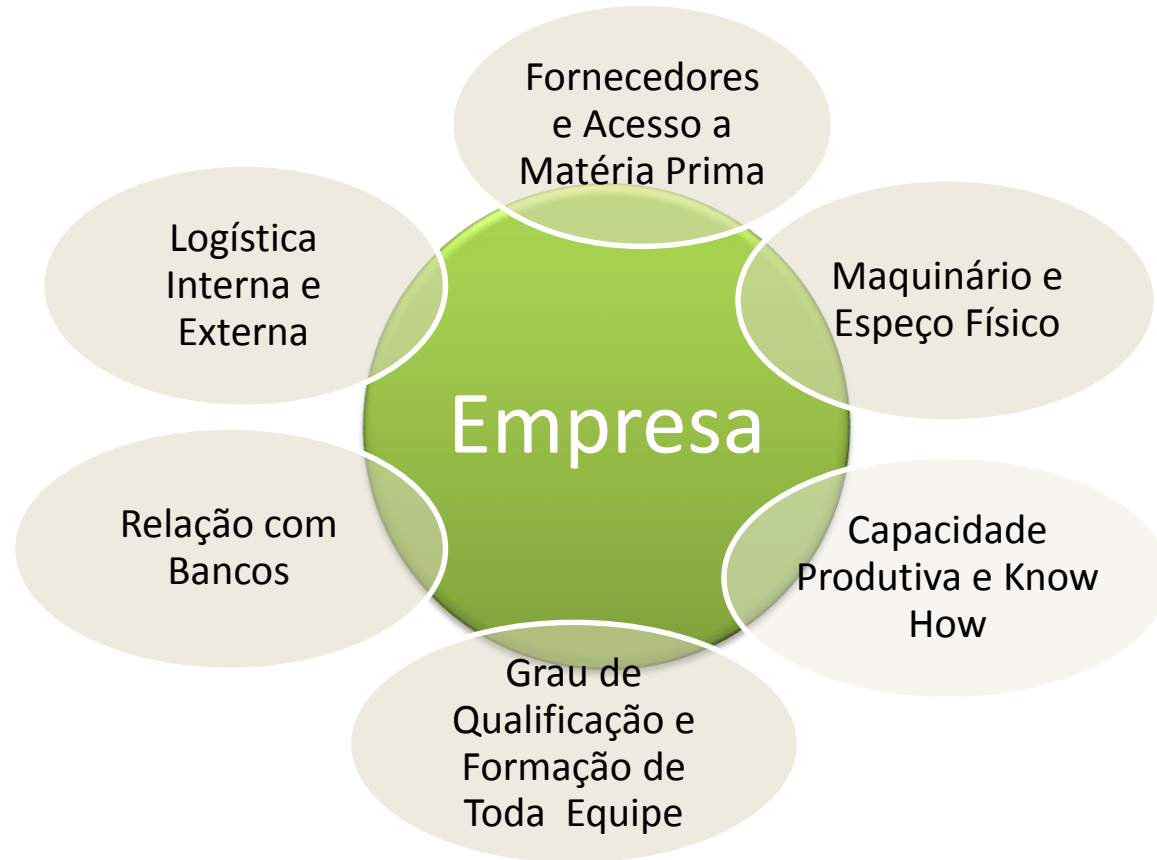 Fornecedores
e Acesso a
Matéria Prima
Logística
Interna e
Externa
Maquinário e
Espeço Físico
Empresa
Relação com
Bancos
Capacidade
Produtiva e Know
How
Grau de
Qualificação e
Formação de
Toda Equipe